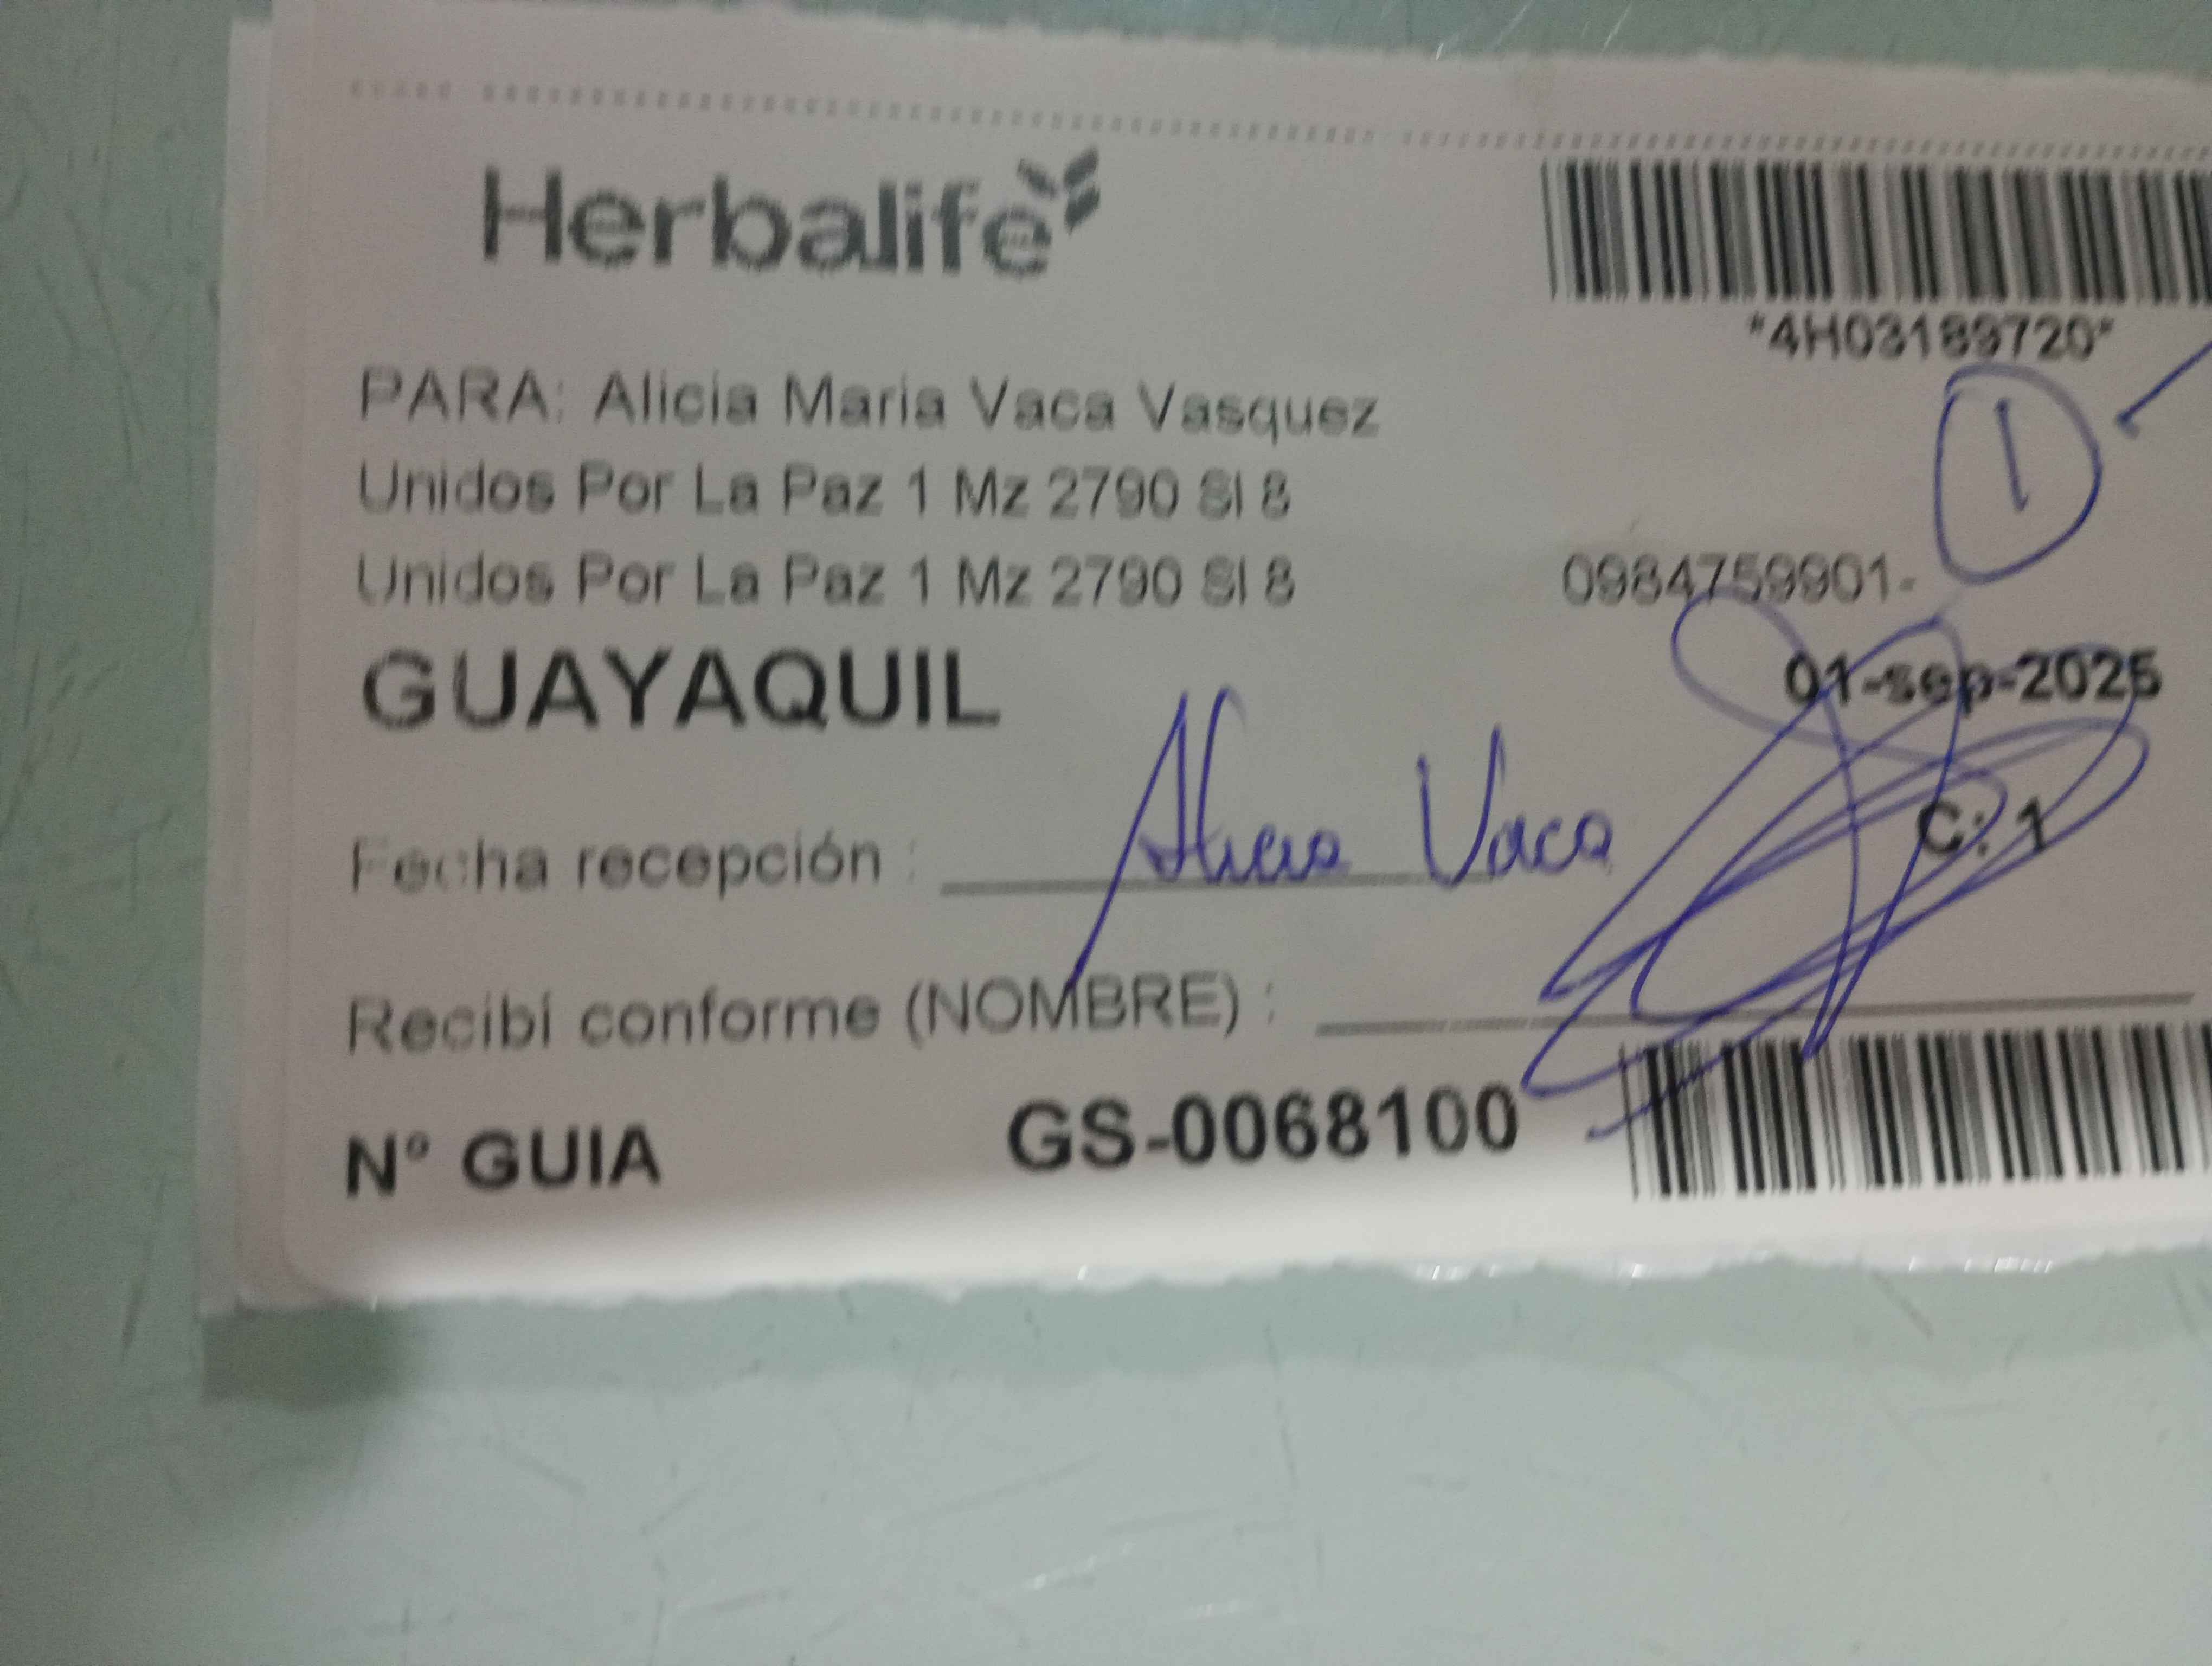 Herbalife
*4H03189720*
PARA: Alicia Maria Vaca Vasquez
1
Unidos Por La Paz 1 Mz 2790 Sl 8
Unidos Por La Paz 1 Mz 2790 Sl 8 0984759901-
GUAYAQUIL 01-sep-2025
C: 1
Fecha recepción : Alicia Vaca
Recibí conforme (NOMBRE) :
N° GUIA GS-0068100